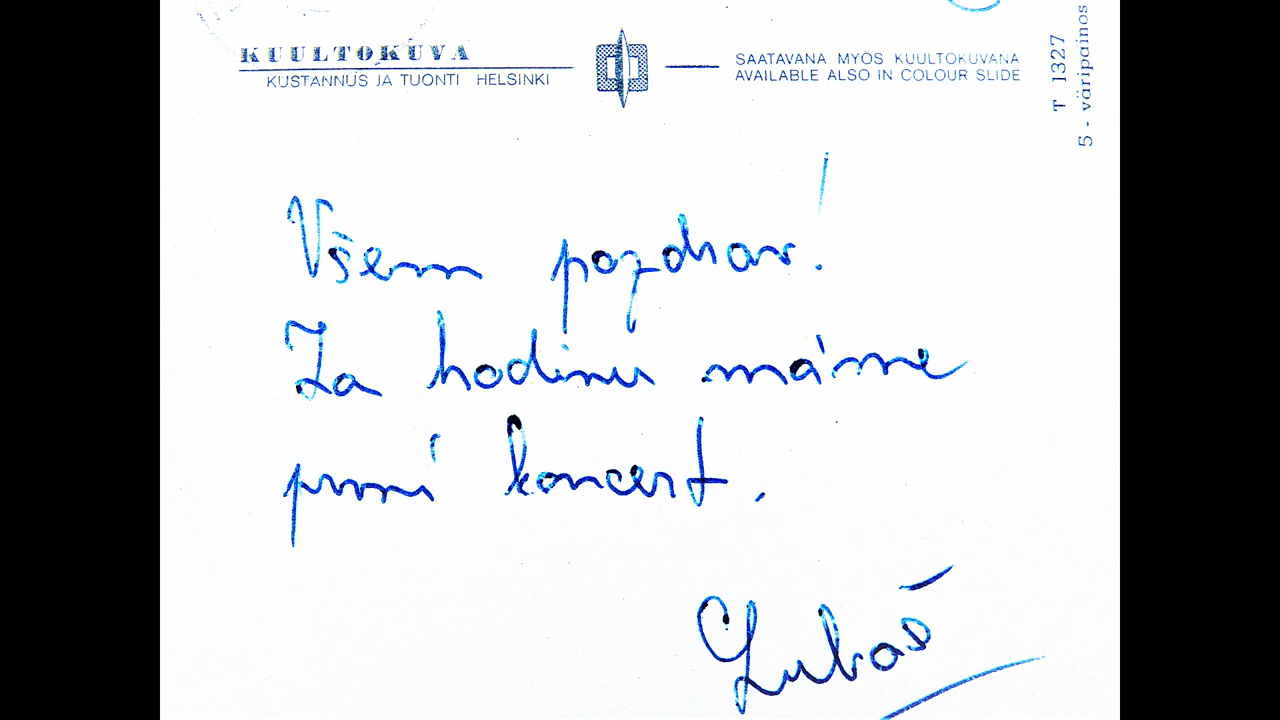 KUULTOKUVA
KUSTANNUS JA TUONTI HELSINKI
SAATAVANA MYÖS KUULTOKUVANA
AVAILABLE ALSO IN COLOUR SLIDE
T 1327
5 - väripainos
Všem pozdrav!
Za hodinu máme
první koncert.
Luboš